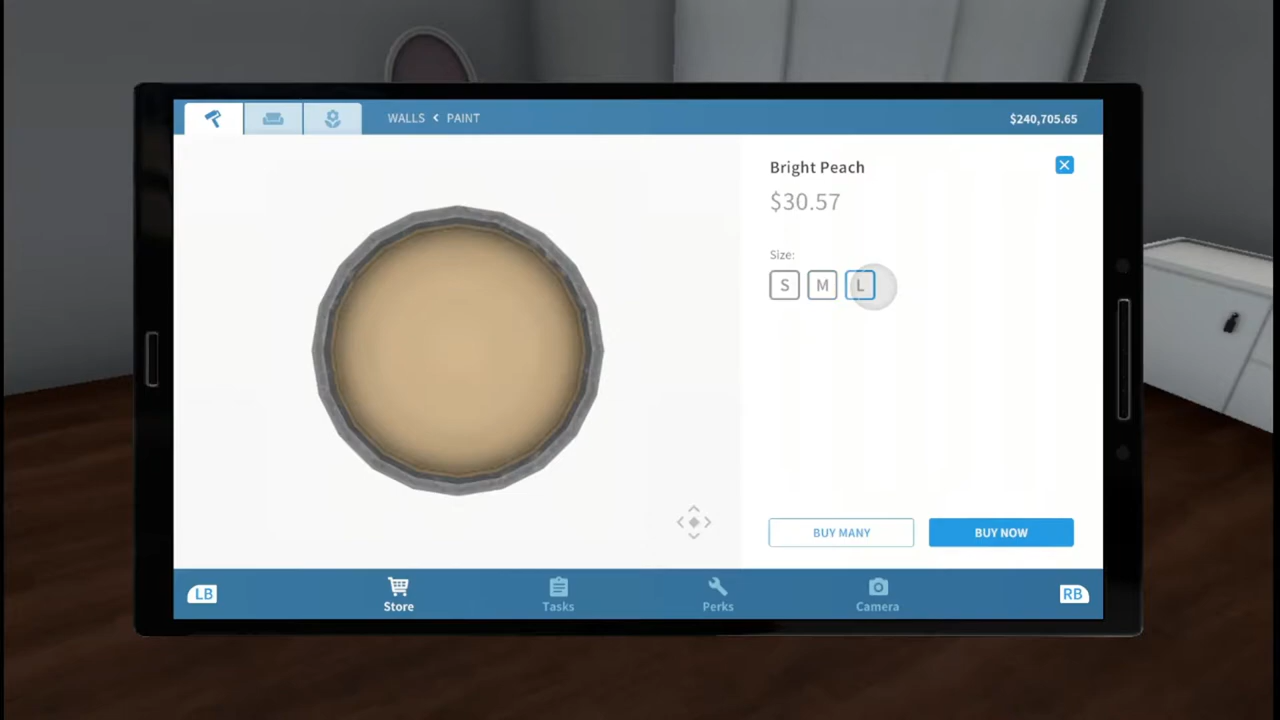 WALLS < PAINT
$240,705.65
Bright Peach
$30.57
Size:
S M L
BUY MANY
BUY NOW
LB
Store
Tasks
Perks
Camera
RB